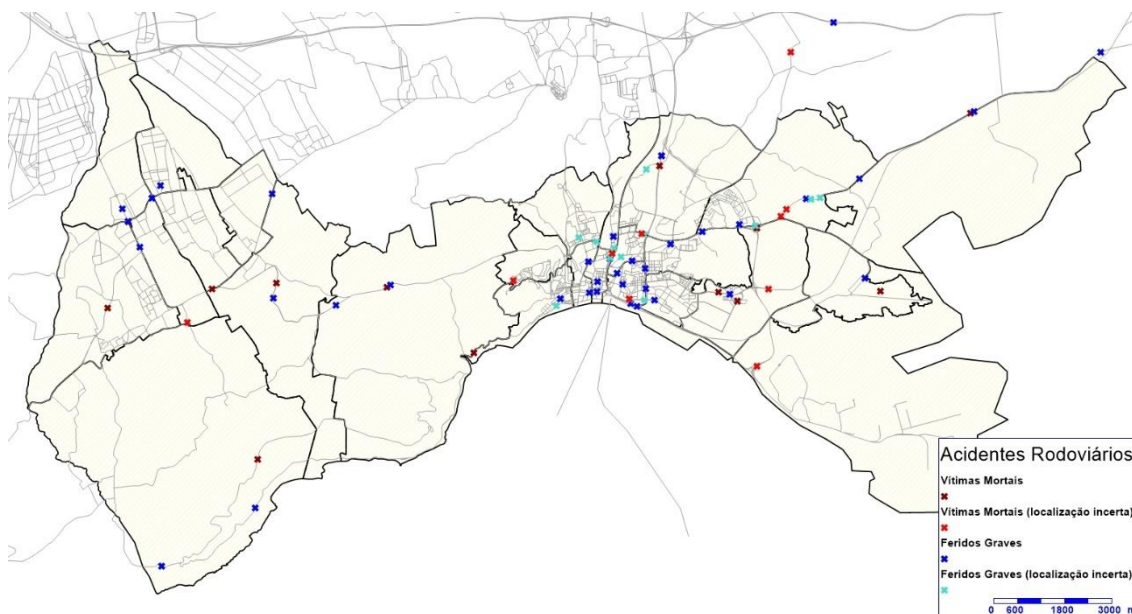 Acidentes Rodoviários
Vítimas Mortais
Vítimas Mortais (localização incerta)
Feridos Graves
Feridos Graves (localização incerta)
0 600 1800 3000 m